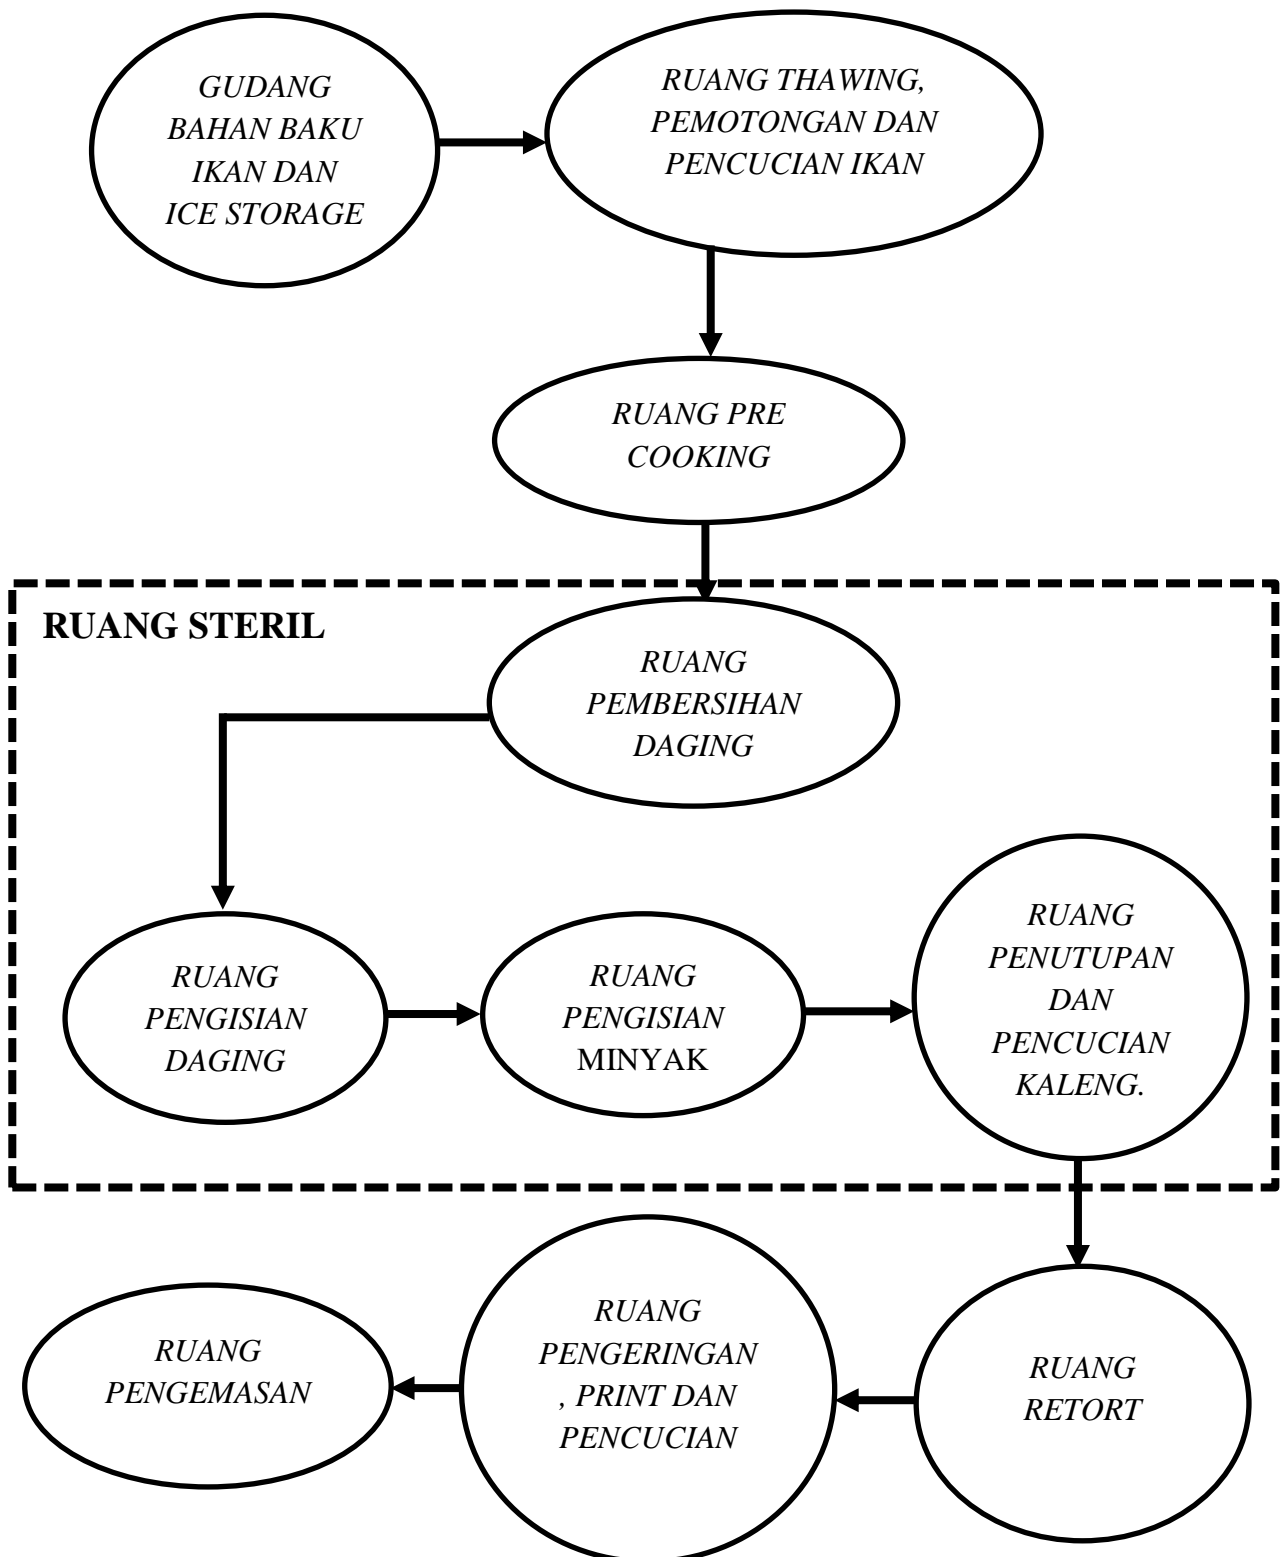 GUDANG
BAHAN BAKU
IKAN DAN
ICE STORAGE
RUANG THAWING,
PEMOTONGAN DAN
PENCUCIAN IKAN
RUANG PRE
COOKING
RUANG STERIL
RUANG
PEMBERSIHAN
DAGING
RUANG
PENGISIAN
DAGING
RUANG
PENGISIAN
MINYAK
RUANG
PENUTUPAN
DAN
PENCUCIAN
KALENG.
RUANG
RETORT
RUANG
PENGERINGAN
, PRINT DAN
PENCUCIAN
RUANG
PENGEMASAN